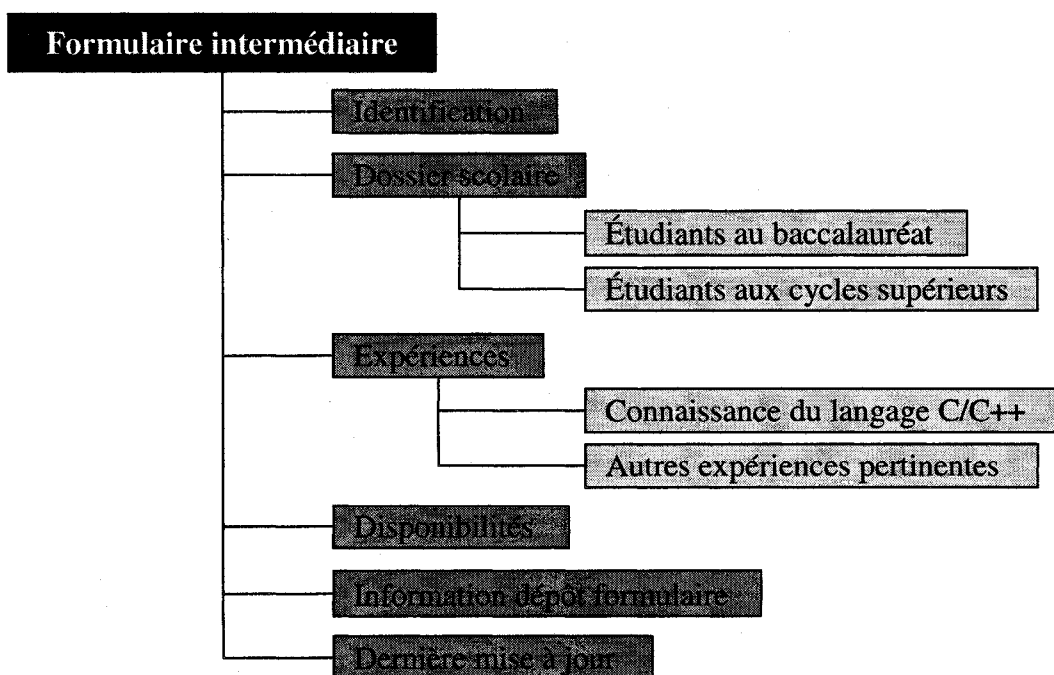 Formulaire intermédiaire
Identification
Dossier scolaire
Étudiants au baccalauréat
Étudiants aux cycles supérieurs
Expériences
Connaissance du langage C/C++
Autres expériences pertinentes
Disponibilités
Information dépôt formulaire
Dernière mise à jour